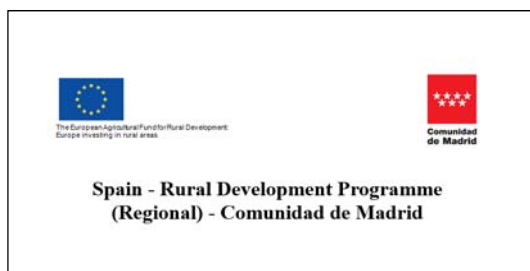 The European Agricultural Fund for Rural Development:
Europe investing in rural areas
Comunidad
de Madrid
Spain - Rural Development Programme
(Regional) - Comunidad de Madrid